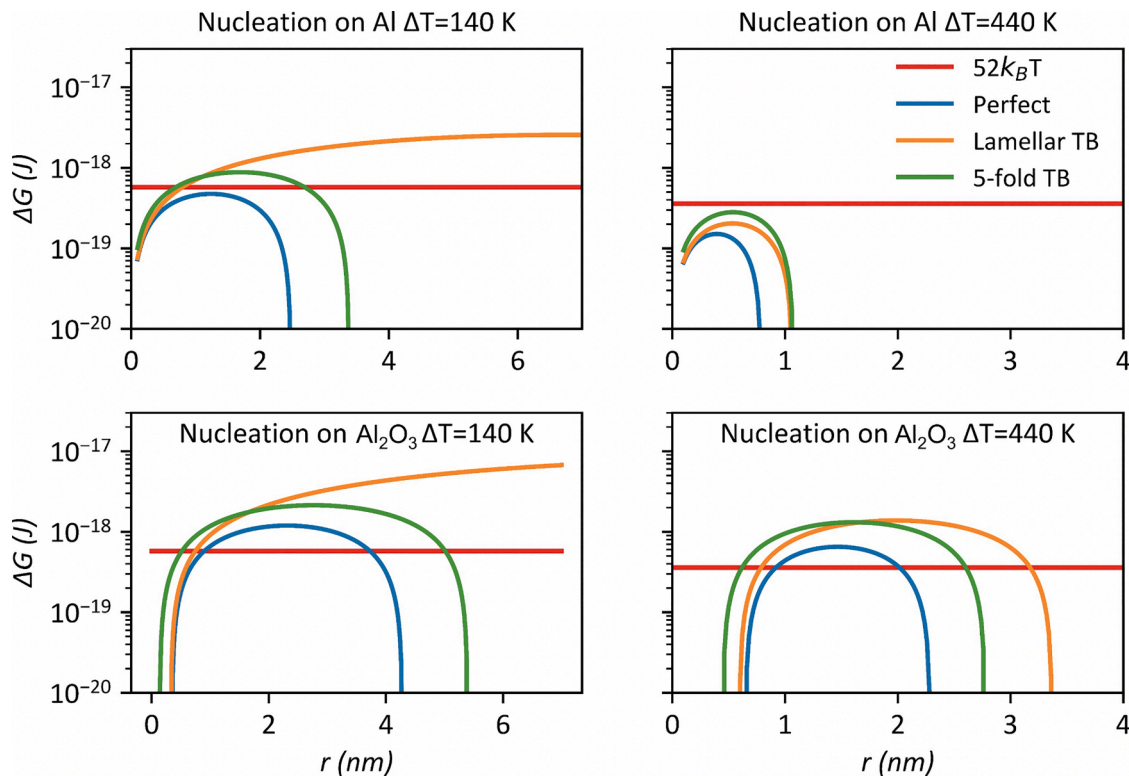 Nucleation on Al ΔT=140 K
Nucleation on Al ΔT=440 K
ΔG (J)
10⁻¹⁷
10⁻¹⁸
10⁻¹⁹
10⁻²⁰
0 2 4 6
52k_BT
Perfect
Lamellar TB
5-fold TB
0 1 2 3 4
Nucleation on Al₂O₃ ΔT=140 K
Nucleation on Al₂O₃ ΔT=440 K
ΔG (J)
10⁻¹⁷
10⁻¹⁸
10⁻¹⁹
10⁻²⁰
0 2 4 6
0 1 2 3 4
r (nm)
r (nm)